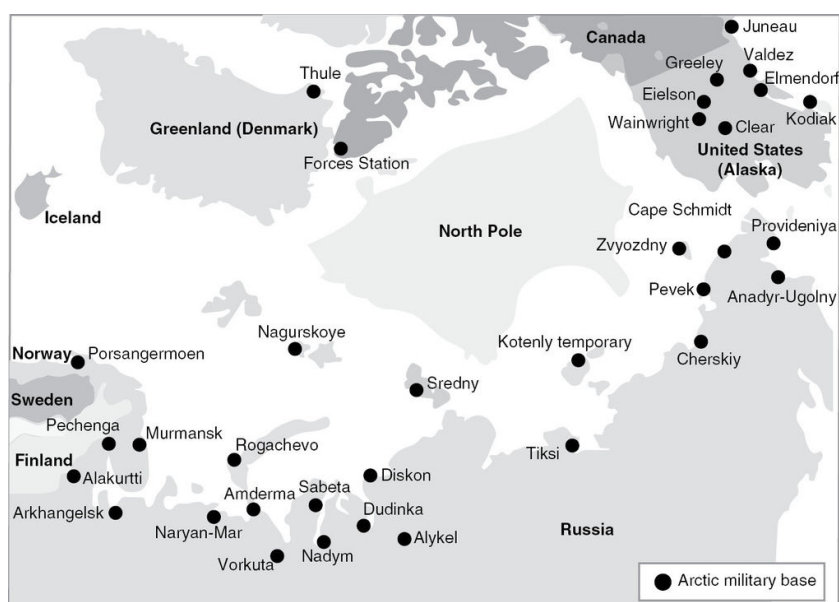 Juneau
Canada
Valdez
Greeley
Thule
Elmendorf
Eielson
Kodiak
Wainwright
Clear
Greenland (Denmark)
United States
(Alaska)
Forces Station
Iceland
Cape Schmidt
Provideniya
North Pole
Zvyozdny
Pevek
Anadyr-Ugolny
Nagurskoye
Kotenly temporary
Norway
Porsangermoen
Cherskiy
Sredny
Sweden
Pechenga
Murmansk
Rogachevo
Tiksi
Finland
Alakurtti
Diskon
Sabeta
Amderma
Dudinka
Arkhangelsk
Naryan-Mar
Russia
Alykel
Nadym
Vorkuta
Arctic military base